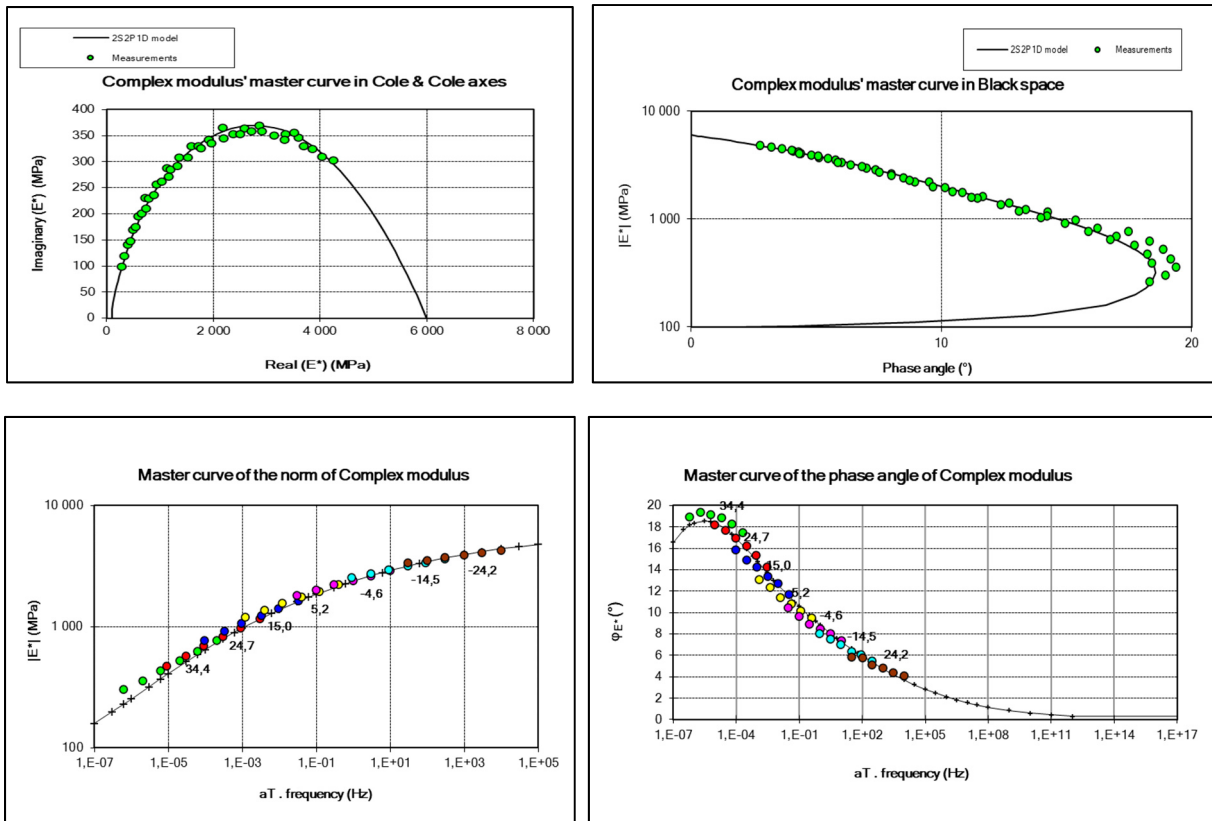 2S2P1D model
Measurements
Complex modulus' master curve in Cole & Cole axes
Imaginary (E*) (MPa)
400
350
300
250
200
150
100
50
0
0 2 000 4 000 6 000 8 000
Real (E*) (MPa)
2S2P1D model Measurements
Complex modulus' master curve in Black space
|E*| (MPa)
10 000
1 000
100
0 10 20
Phase angle (°)
Master curve of the norm of Complex modulus
|E*| (MPa)
10 000
1 000
100
34,4
24,7
15,0
5,2
-4,6
-14,5
-24,2
1,E-07 1,E-05 1,E-03 1,E-01 1,E+01 1,E+03 1,E+05
aT . frequency (Hz)
Master curve of the phase angle of Complex modulus
φE* (°)
20
18
16
14
12
10
8
6
4
2
0
34,4
24,7
15,0
5,2
-4,6
-14,5
24,2
1,E-07 1,E-04 1,E-01 1,E+02 1,E+05 1,E+08 1,E+11 1,E+14 1,E+17
aT . frequency (Hz)